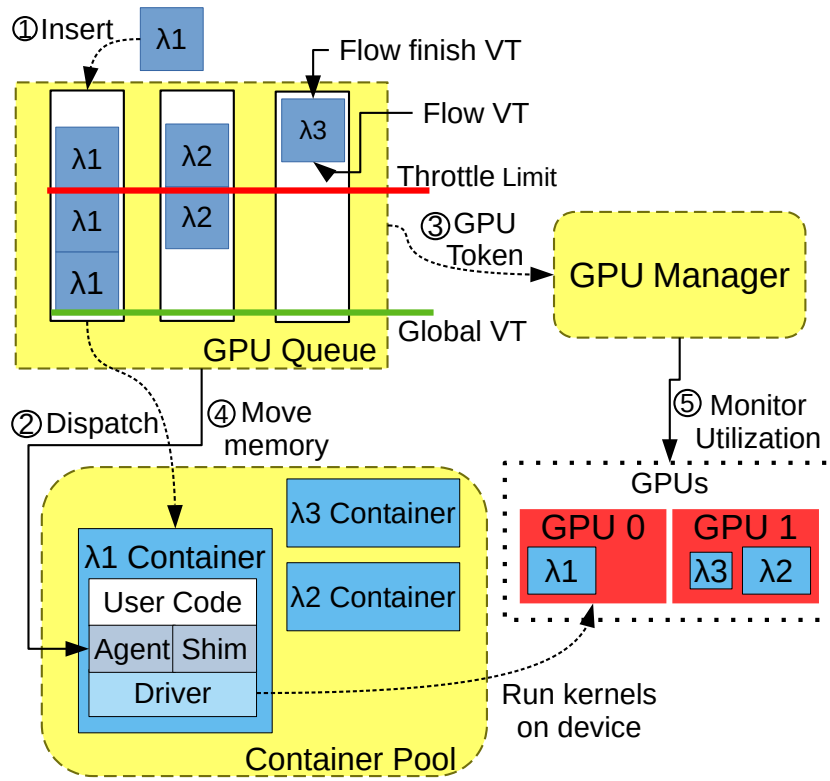 ①Insert
λ1
Flow finish VT
λ3
Flow VT
λ1
λ2
Throttle Limit
λ1
λ2
③GPU
Token
λ1
GPU Manager
Global VT
GPU Queue
②Dispatch
④Move
memory
⑤ Monitor
Utilization
GPUs
λ3 Container
GPU 0
GPU 1
λ1 Container
λ1
λ3
λ2
λ2 Container
User Code
Agent
Shim
Driver
Run kernels
on device
Container Pool